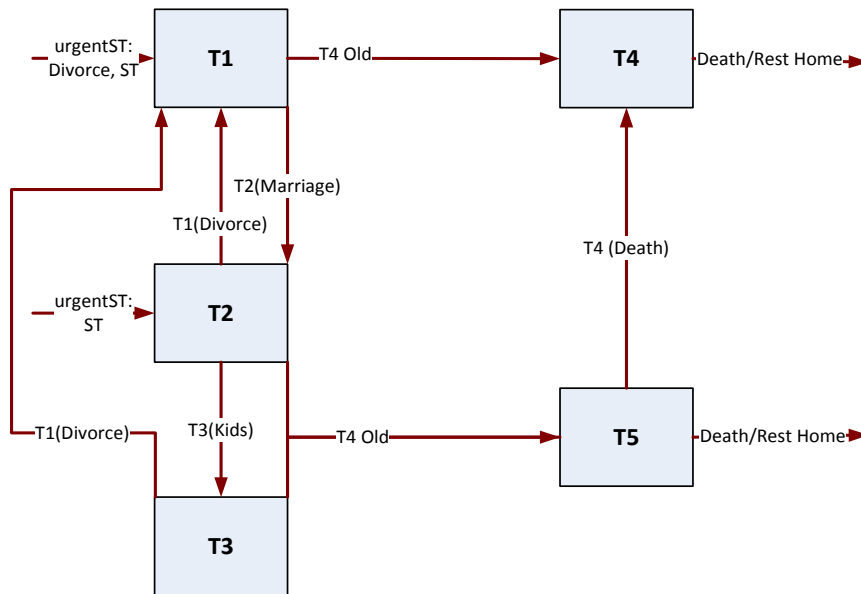 urgentST:
Divorce, ST
T1
T4 Old
T4
Death/Rest Home
T2(Marriage)
T1(Divorce)
T4 (Death)
urgentST:
ST
T2
T1(Divorce)
T3(Kids)
T4 Old
T5
Death/Rest Home
T3